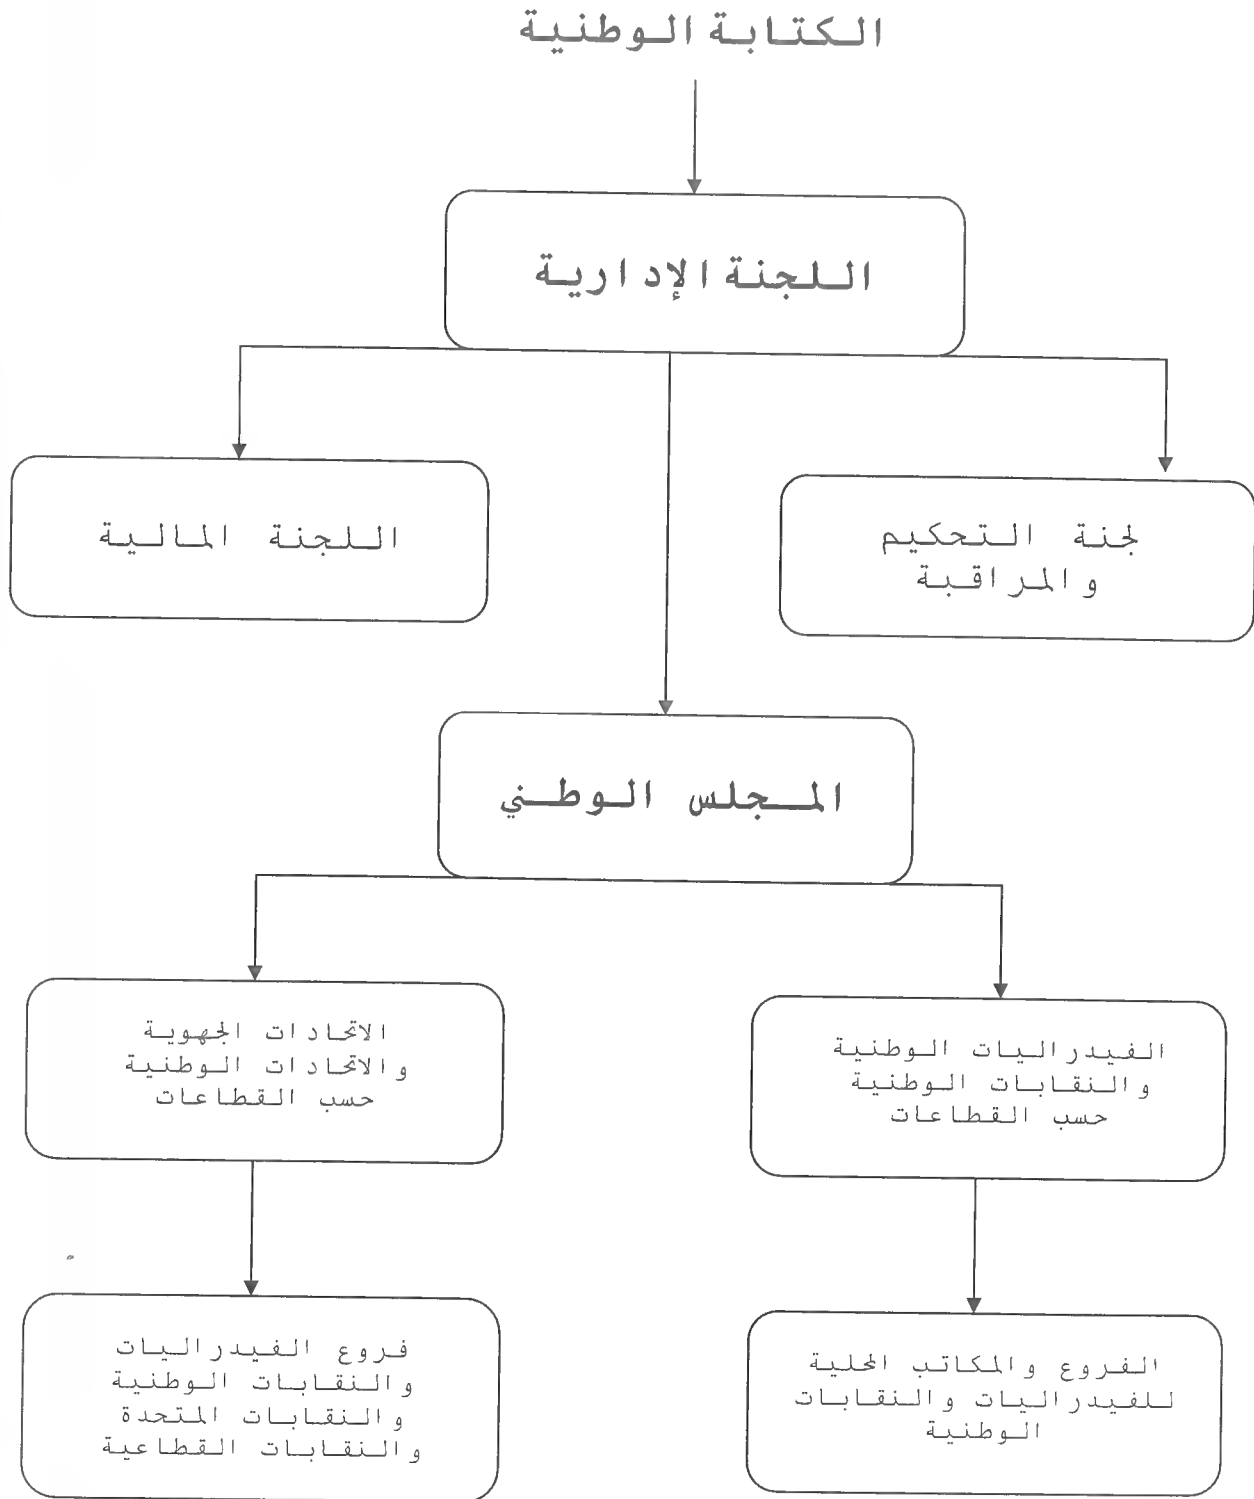 الكتابة الوطنية
اللجنة الإدارية
لجنة التحكيم
والمراقبة
اللجنة المالية
المجلس الوطني
الفيدراليات الوطنية
والنقابات الوطنية
حسب القطاعات
الاتحادات الجهوية
والاتحادات الوطنية
حسب القطاعات
الفروع والمكاتب المحلية
للفيدراليات والنقابات
الوطنية
فروع الفيدراليات
والنقابات الوطنية
والنقابات المتحدة
والنقابات القطاعية